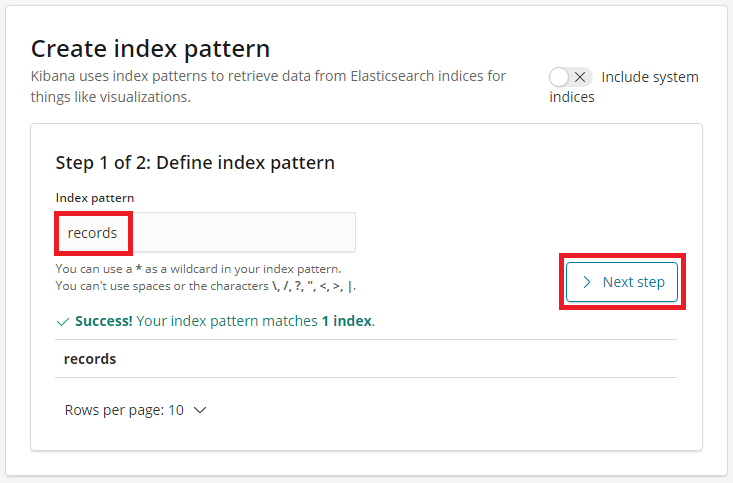 Create index pattern
Kibana uses index patterns to retrieve data from Elasticsearch indices for
things like visualizations.
Include system
indices
Step 1 of 2: Define index pattern
Index pattern
records
You can use a * as a wildcard in your index pattern.
You can't use spaces or the characters \, /, ?, ", <, >, |.
Next step
Success! Your index pattern matches 1 index.
records
Rows per page: 10